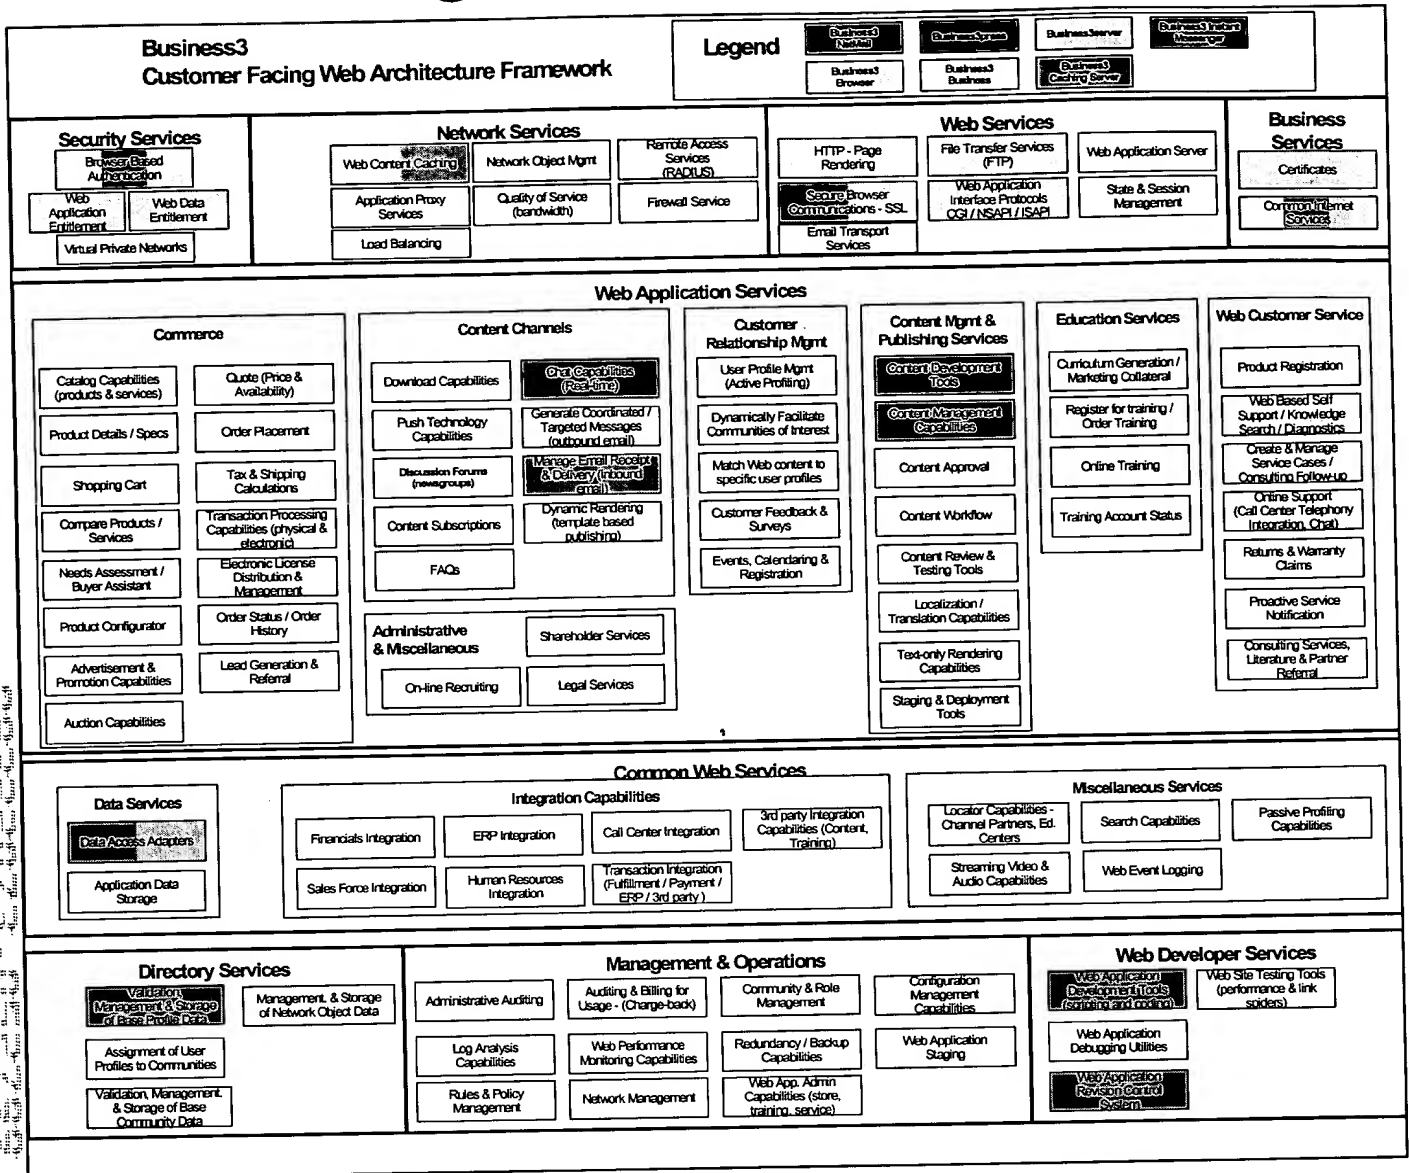 Business3
Customer Facing Web Architecture Framework
Legend
Business3
NetMail
Business3press
Business3server
Business3 Instant
Messenger
Business3
Browser
Business3
Business
Business3
Caching Server
Security Services
Browser Based
Authentication
Web
Application
Entitlement
Web Data
Entitlement
Virtual Private Networks
Network Services
Web Content Caching
Network Object Mgmt
Remote Access
Services
(RADIUS)
Application Proxy
Services
Quality of Service
(bandwidth)
Firewall Service
Load Balancing
Web Services
HTTP - Page
Rendering
File Transfer Services
(FTP)
Web Application Server
Secure Browser
Communications - SSL
Web Application
Interface Protocols
CGI / NSAPI / ISAPI
State & Session
Management
Email Transport
Services
Business
Services
Certificates
Common Internet
Services
Web Application Services
Commerce
Catalog Capabilities
(products & services)
Quote (Price &
Availability)
Product Details / Specs
Order Placement
Shopping Cart
Tax & Shipping
Calculations
Compare Products /
Services
Transaction Processing
Capabilities (physical &
electronic)
Needs Assessment /
Buyer Assistant
Electronic License
Distribution &
Management
Product Configurator
Order Status / Order
History
Advertisement &
Promotion Capabilities
Lead Generation &
Referral
Auction Capabilities
Content Channels
Download Capabilities
Chat Capabilities
(Real-time)
Push Technology
Capabilities
Generate Coordinated /
Targeted Messages
(outbound email)
Discussion Forums
(newsgroups)
Manage Email Receipt
& Delivery (Inbound
email)
Content Subscriptions
Dynamic Rendering
(template based
publishing)
FAQs
Administrative
& Miscellaneous
Shareholder Services
On-line Recruiting
Legal Services
Customer
Relationship Mgmt
User Profile Mgmt
(Active Profiling)
Dynamically Facilitate
Communities of Interest
Match Web content to
specific user profiles
Customer Feedback &
Surveys
Events, Calendaring &
Registration
Content Mgmt &
Publishing Services
Content Development
Tools
Content Management
Capabilities
Content Approval
Content Workflow
Content Review &
Testing Tools
Localization /
Translation Capabilities
Text-only Rendering
Capabilities
Staging & Deployment
Tools
Education Services
Curriculum Generation /
Marketing Collateral
Register for training /
Order Training
Online Training
Training Account Status
Web Customer Service
Product Registration
Web Based Self
Support / Knowledge
Search / Diagnostics
Create & Manage
Service Cases /
Consulting Follow-up
Online Support
(Call Center Telephony
Integration, Chat)
Returns & Warranty
Claims
Proactive Service
Notification
Consulting Services,
Literature & Partner
Referral
Common Web Services
Data Services
Data Access Adapters
Application Data
Storage
Integration Capabilities
Financials Integration
ERP Integration
Call Center Integration
3rd party Integration
Capabilities (Content,
Training)
Sales Force Integration
Human Resources
Integration
Transaction Integration
(Fulfillment / Payment /
ERP / 3rd party )
Miscellaneous Services
Locator Capabilities -
Channel Partners, Ed.
Centers
Search Capabilities
Passive Profiling
Capabilities
Streaming Video &
Audio Capabilities
Web Event Logging
Directory Services
Validation,
Management & Storage
of Base Profile Data
Management. & Storage
of Network Object Data
Assignment of User
Profiles to Communities
Validation, Management.
& Storage of Base
Community Data
Management & Operations
Administrative Auditing
Auditing & Billing for
Usage - (Charge-back)
Community & Role
Management
Configuration
Management
Capabilities
Log Analysis
Capabilities
Web Performance
Monitoring Capabilities
Redundancy / Backup
Capabilities
Web Application
Staging
Rules & Policy
Management
Network Management
Web App. Admin
Capabilities (store,
training, service)
Web Developer Services
Web Application
Development Tools
(scripting and coding)
Web Site Testing Tools
(performance & link
spiders)
Web Application
Debugging Utilities
Web Application
Revision Control
System